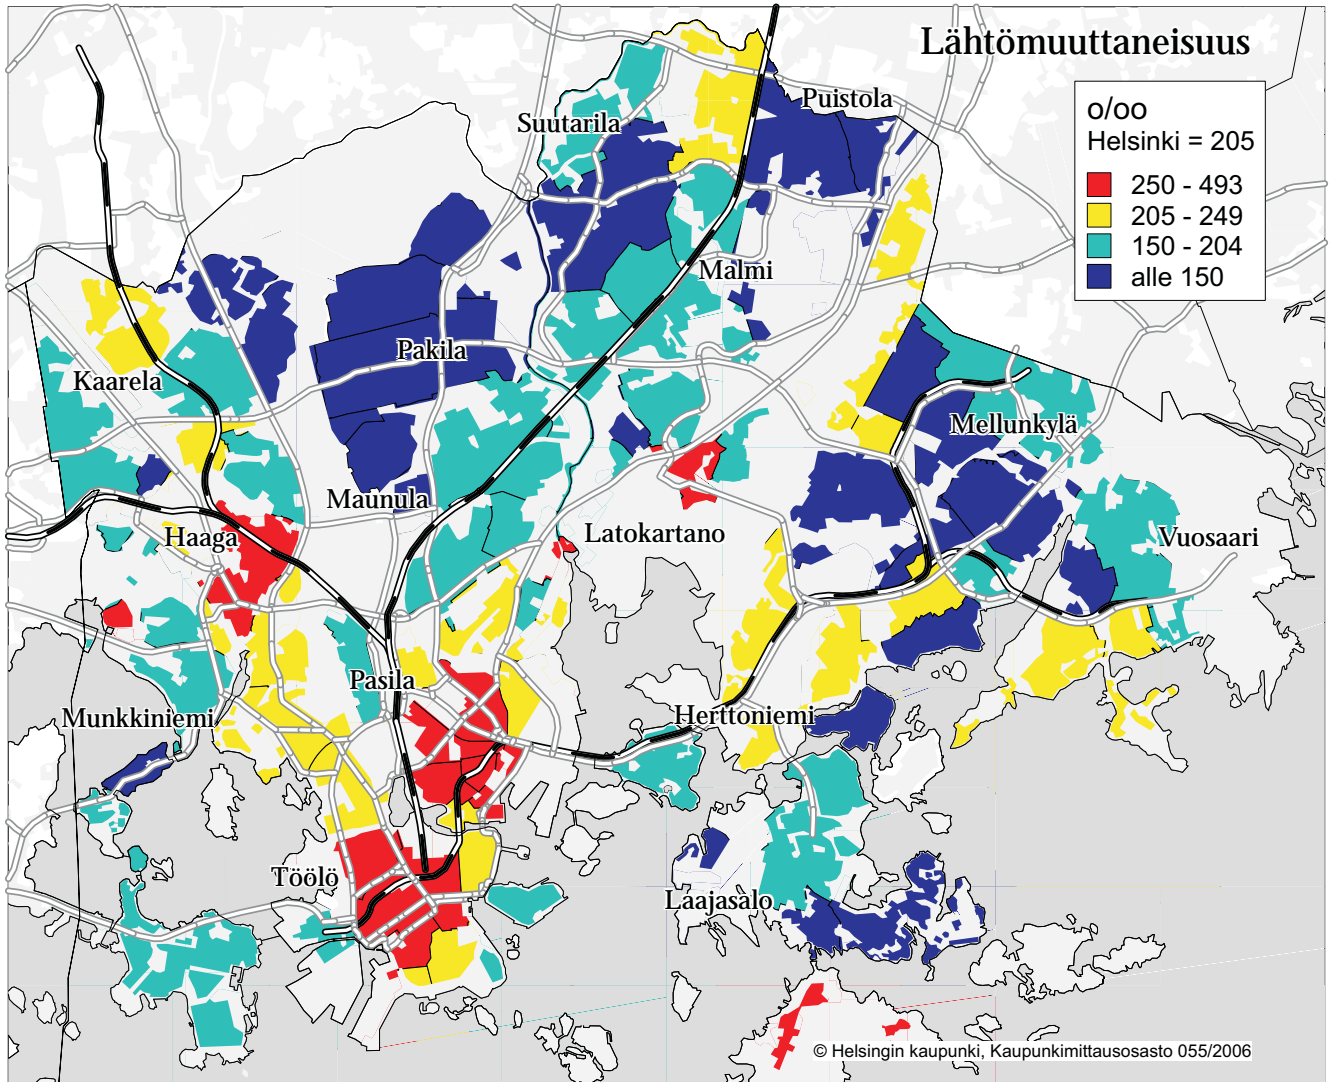 Lähtömuuttaneisuus
o/oo
Helsinki = 205
250 - 493
205 - 249
150 - 204
alle 150
Puistola
Suutarila
Malmi
Pakila
Kaarela
Mellunkylä
Maunula
Haaga
Latokartano
Vuosaari
Pasila
Munkkiniemi
Herttoniemi
Töölö
Laajasalo
© Helsingin kaupunki, Kaupunkimittausosasto 055/2006